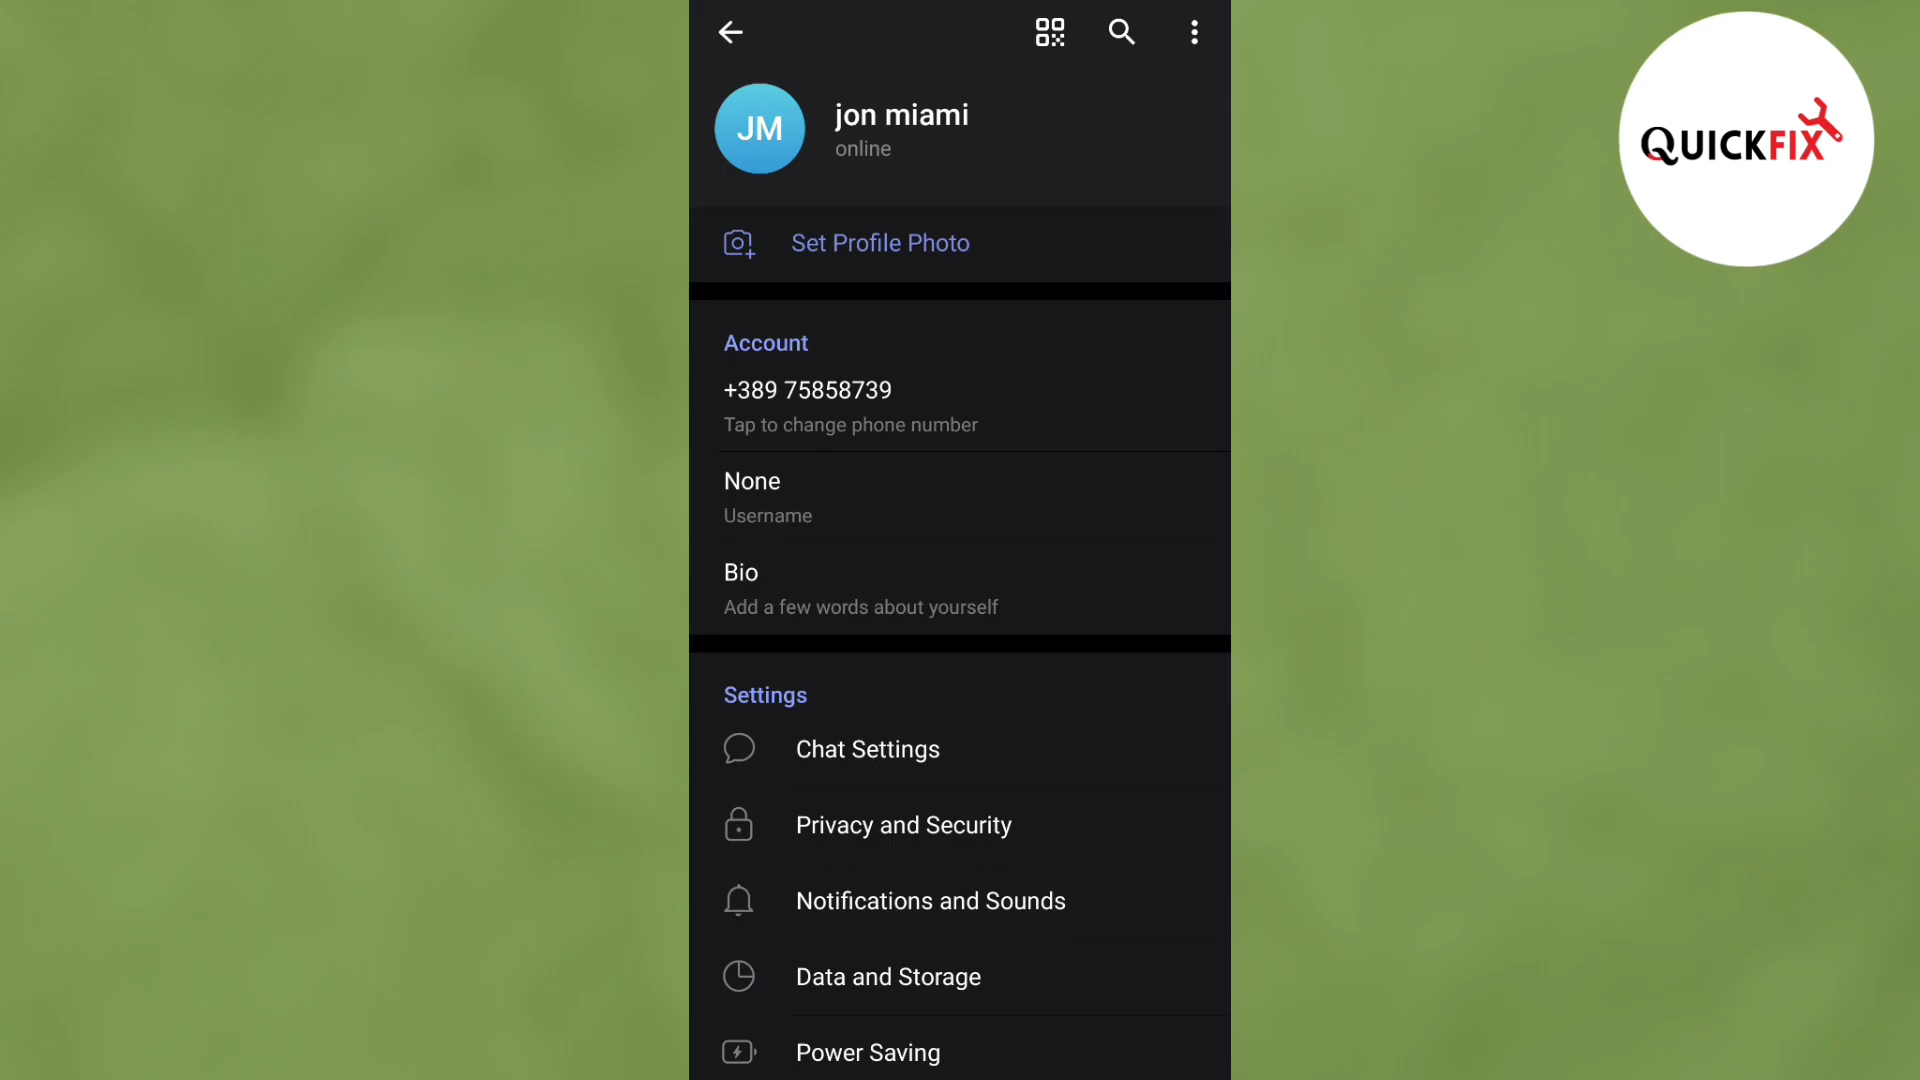 JM
jon miami
online
QUICKFIX
Set Profile Photo
Account
+389 75858739
Tap to change phone number
None
Username
Bio
Add a few words about yourself
Settings
Chat Settings
Privacy and Security
Notifications and Sounds
Data and Storage
Power Saving